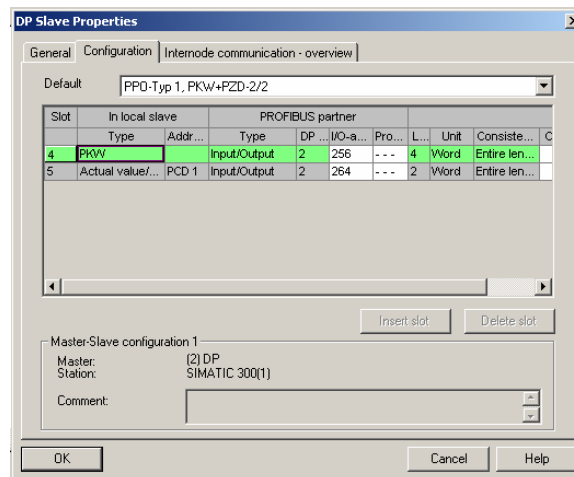 DP Slave Properties
General Configuration Internode communication - overview
Default PPO-Typ 1, PKW+PZD-2/2
Slot In local slave PROFIBUS partner
Type Addr... Type DP ... I/O-a... Pro... L... Unit Consiste... C
4 PKW Input/Output 2 256 - - - 4 Word Entire len...
5 Actual value/... PCD 1 Input/Output 2 264 - - - 2 Word Entire len...
Insert slot Delete slot
Master-Slave configuration 1
Master: (2) DP
Station: SIMATIC 300(1)
Comment:
OK Cancel Help